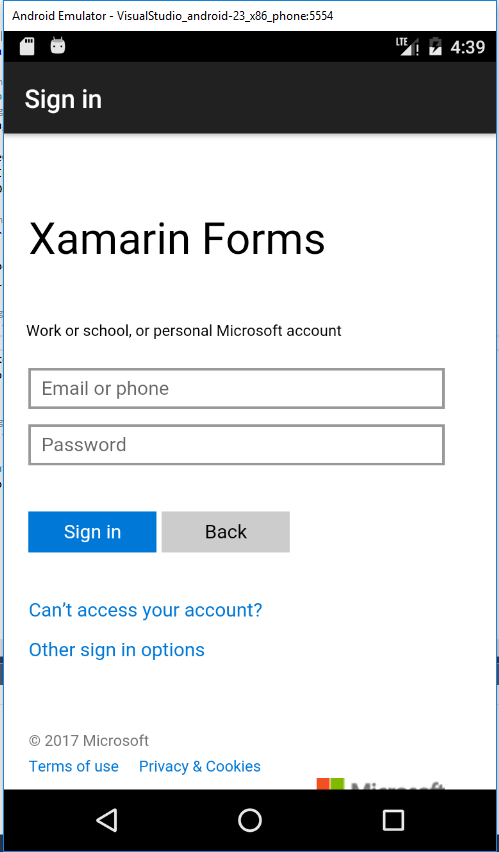 Android Emulator - VisualStudio_android-23_x86_phone:5554
LTE 4:39
Sign in
Xamarin Forms
Work or school, or personal Microsoft account
Email or phone
Password
Sign in Back
Can't access your account?
Other sign in options
© 2017 Microsoft
Terms of use Privacy & Cookies
Microsoft